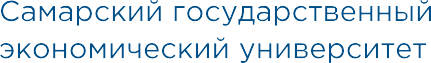 Самарский государственный
экономический университет